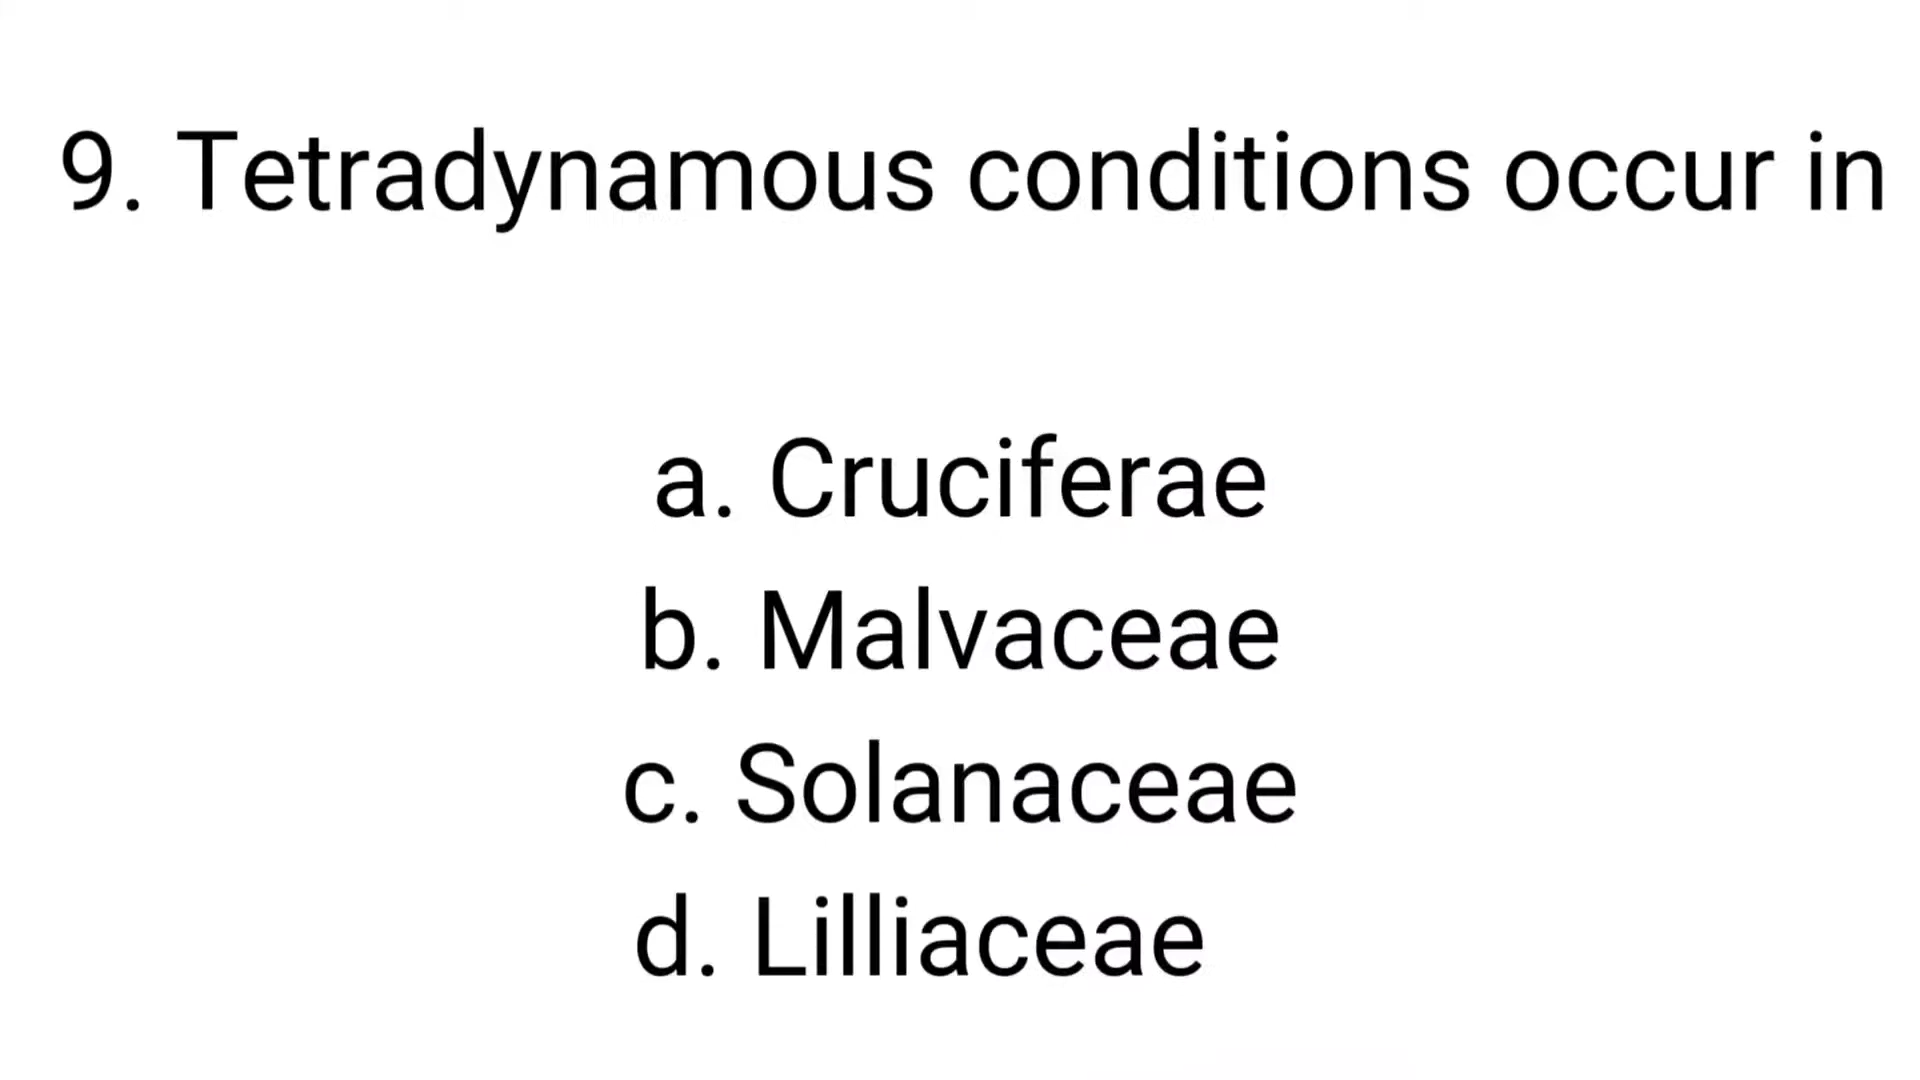 9. Tetradynamous conditions occur in
a. Cruciferae
b. Malvaceae
c. Solanaceae
d. Lilliaceae